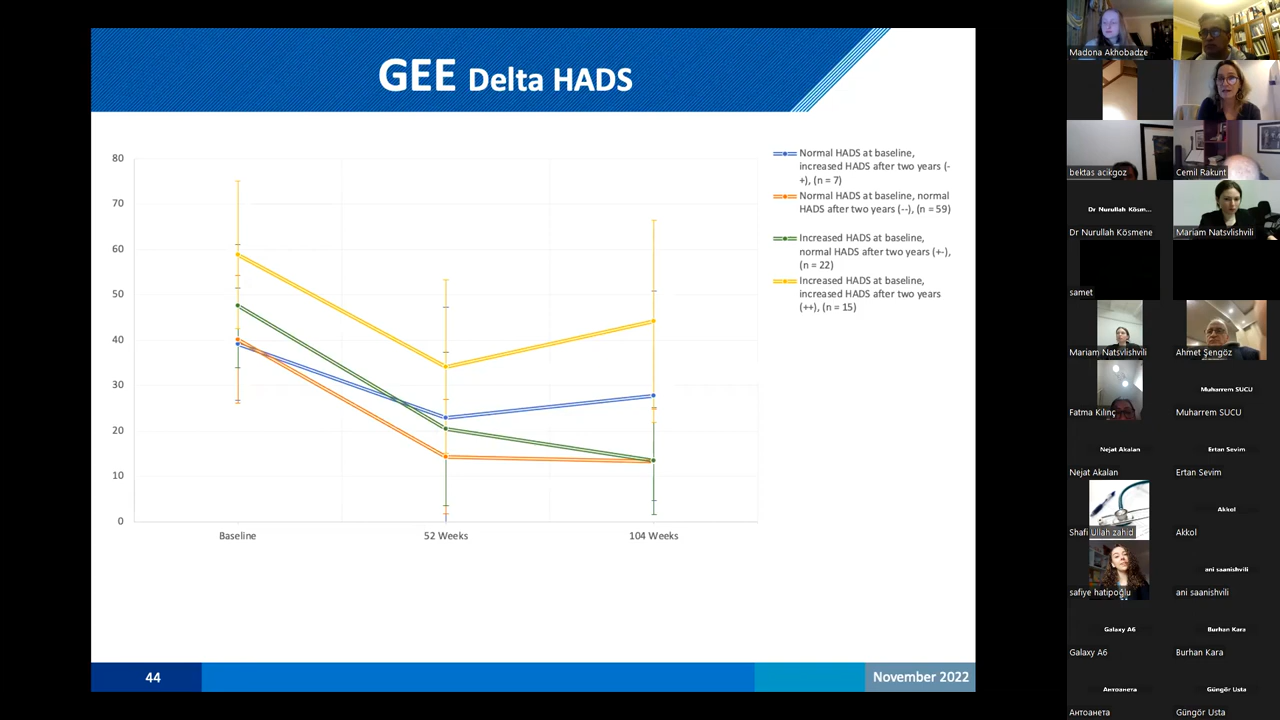 GEE Delta HADS
80
70
60
50
40
30
20
10
0
Baseline
52 Weeks
104 Weeks
Normal HADS at baseline,
increased HADS after two years (-
+), (n = 7)
Normal HADS at baseline, normal
HADS after two years (--), (n = 59)
Increased HADS at baseline,
normal HADS after two years (+-),
(n = 22)
Increased HADS at baseline,
increased HADS after two years
(++), (n = 15)
44
November 2022
Madona Akhobadze
bektas acikgoz
Cemil Rakunt
Dr Nurullah Kösm...
Dr Nurullah Kösmene
Mariam Natsvlishvili
samet
Mariam Natsvlishvili
Ahmet Şengöz
Fatma Kılınç
Muharrem SUCU
Muharrem SUCU
Nejat Akalan
Ertan Sevim
Nejat Akalan
Ertan Sevim
Akkol
Shafi Ullah zahid
Akkol
ani saanishvili
safiye hatipoğlu
ani saanishvili
Galaxy A6
Burhan Kara
Galaxy A6
Burhan Kara
Антоанета
Güngör Usta
Антоанета
Güngör Usta